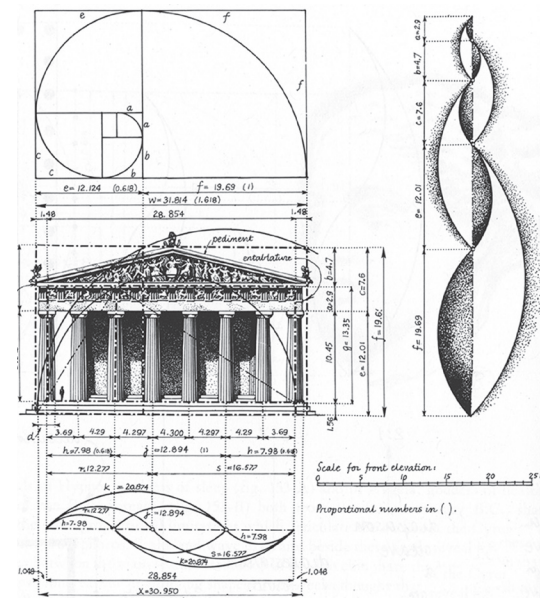 e
f
f
a
a
b
b
c
c
e= 12.124 (0.618)
f= 19.69 (1)
W=31.814 (1.618)
1.48
28.854
1.48
pediment
entablature
b=4.7
a=2.9
c=7.6
10.45
g= 13.35
e= 12.01
f=19.69
1.56
d
3.69
4.29
4.297
4.300
4.297
4.29
3.69
h=7.98 (0.618)
j=12.894 (1)
h=7.98
r=12.277
s=16.577
k = 20.874
r=12.277
j=12.894
h=7.98
h=7.98
s=16.577
k=20.874
1.048
28.854
1.048
X=30.950
a=2.9
b=4.7
c=7.6
e=12.01
f=19.69
Scale for front elevation:
0 5 10 15 20 25
Proportional numbers in ( ).